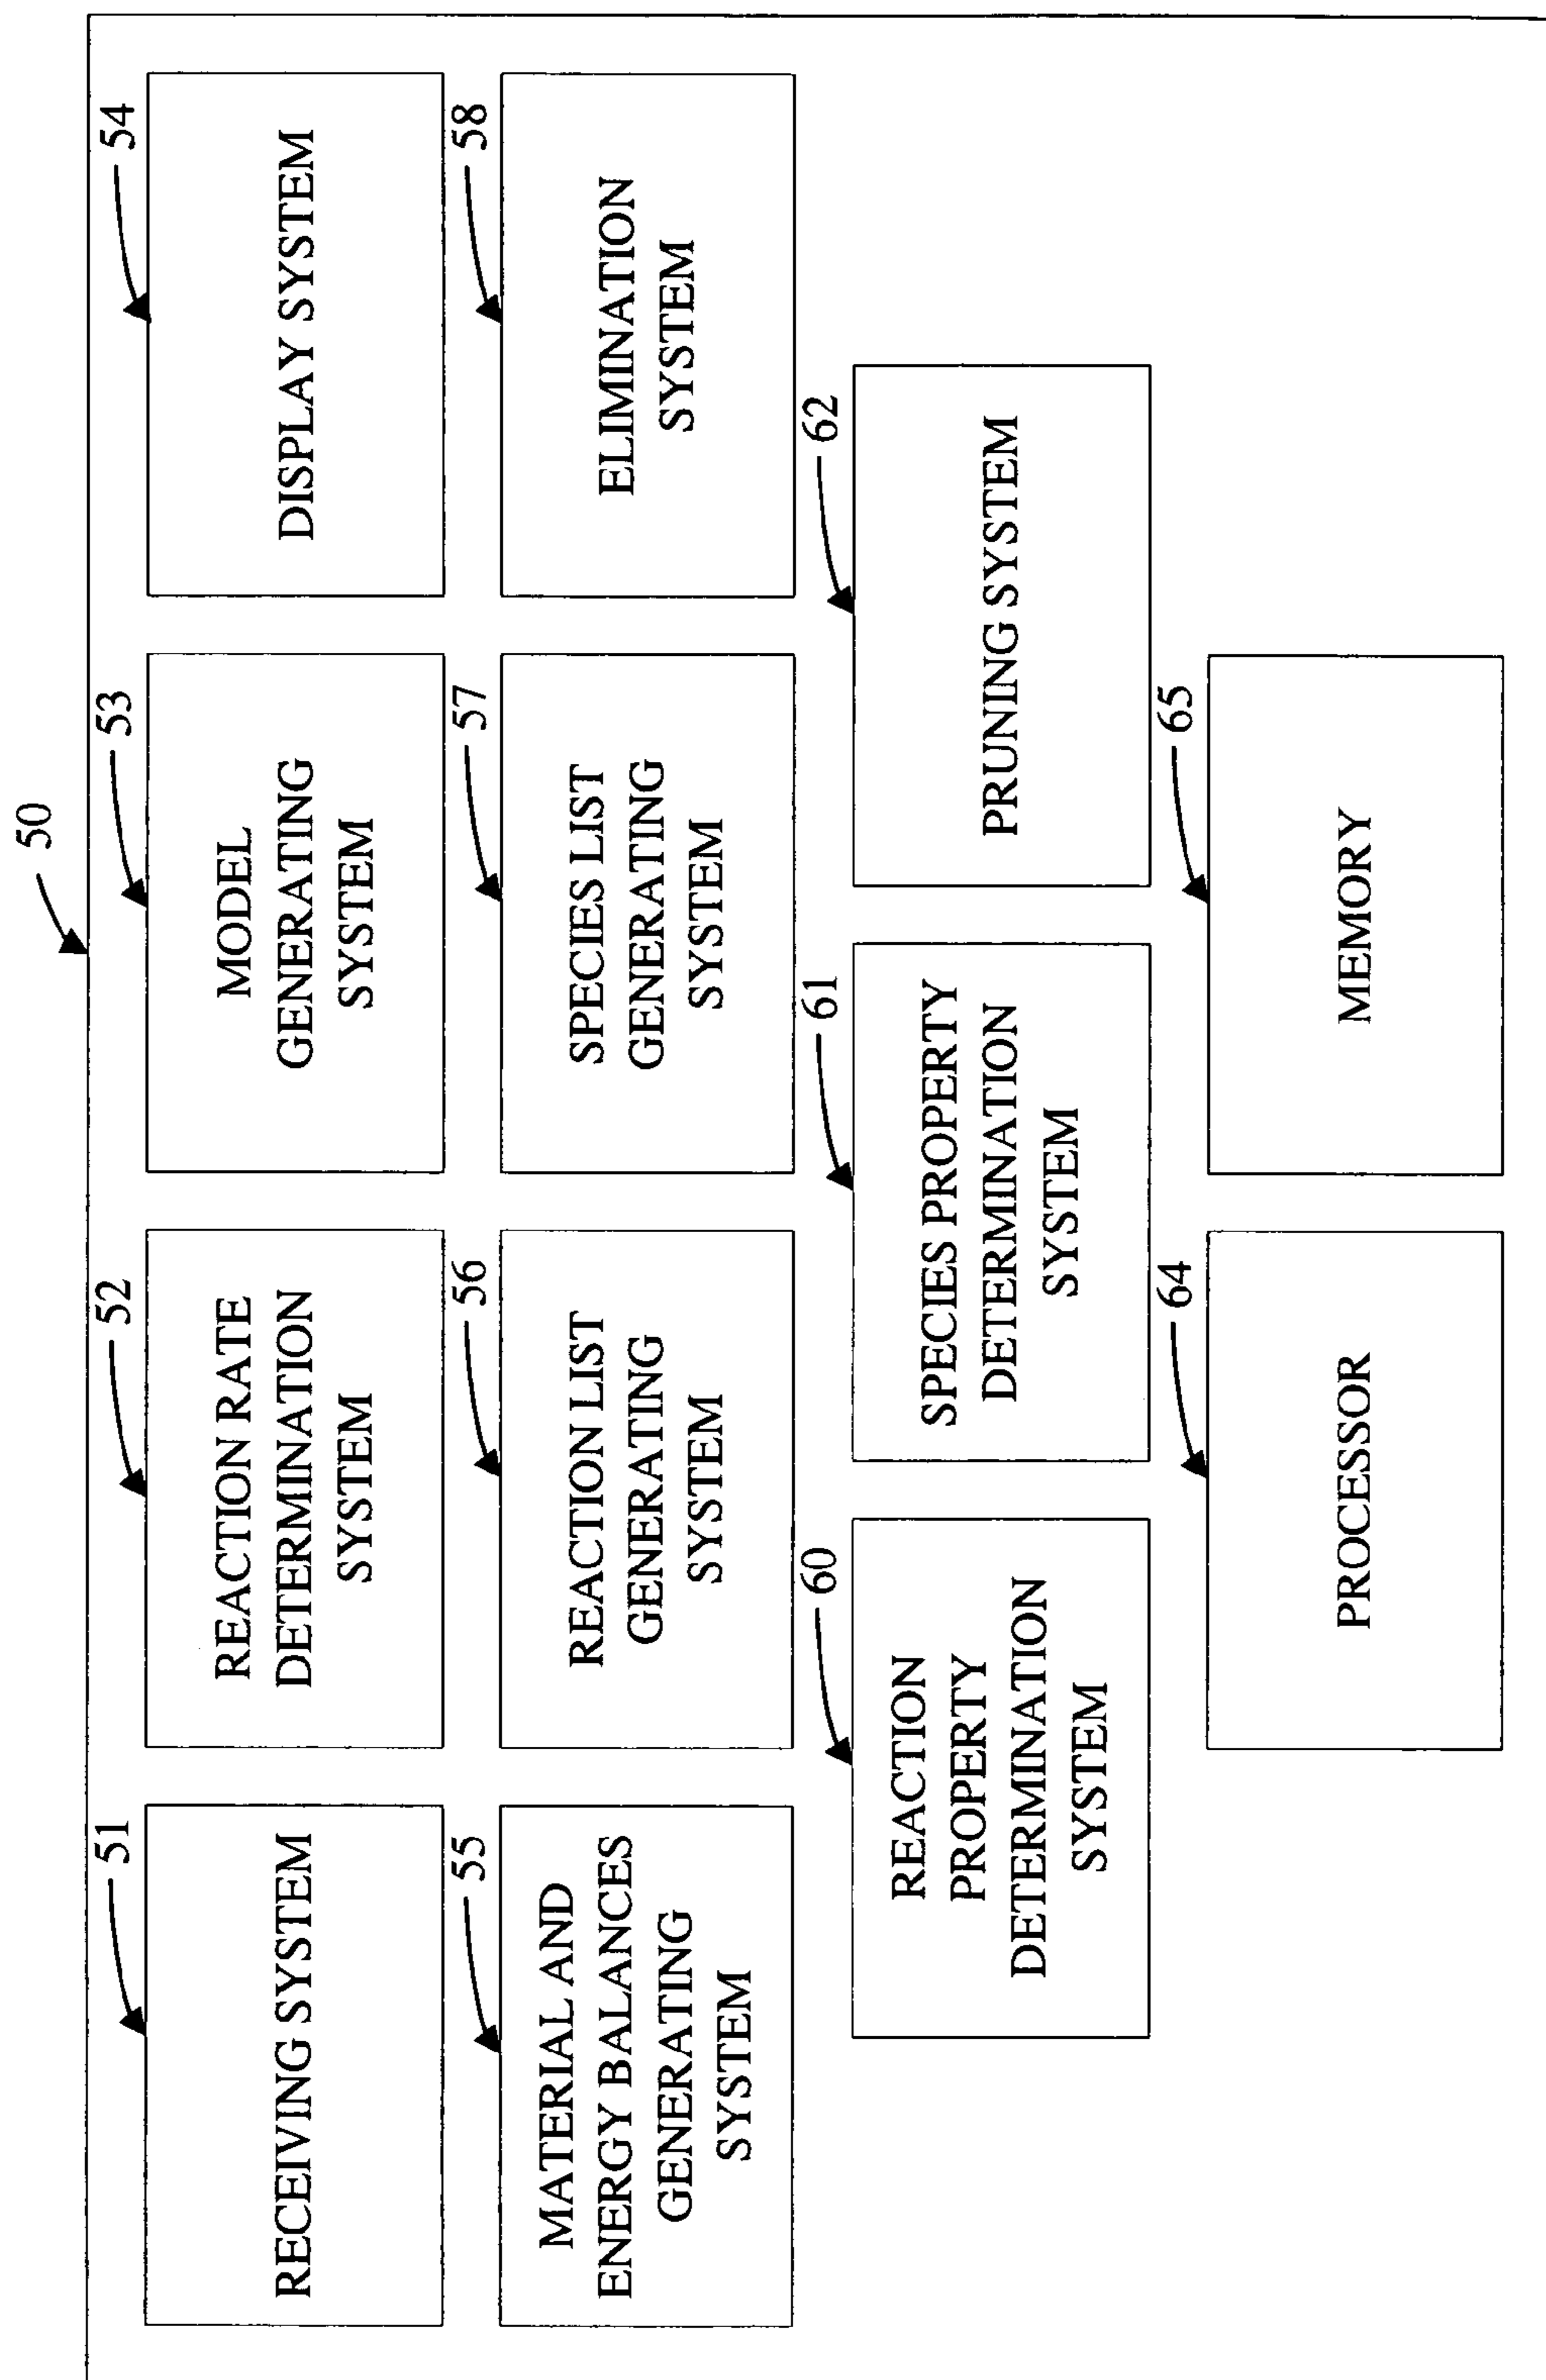 50
51
RECEIVING SYSTEM
52
REACTION RATE
DETERMINATION
SYSTEM
53
MODEL
GENERATING
SYSTEM
54
DISPLAY SYSTEM
55
MATERIAL AND
ENERGY BALANCES
GENERATING
SYSTEM
56
REACTION LIST
GENERATING
SYSTEM
57
SPECIES LIST
GENERATING
SYSTEM
58
ELIMINATION
SYSTEM
60
REACTION
PROPERTY
DETERMINATION
SYSTEM
61
SPECIES PROPERTY
DETERMINATION
SYSTEM
62
PRUNING SYSTEM
64
PROCESSOR
65
MEMORY